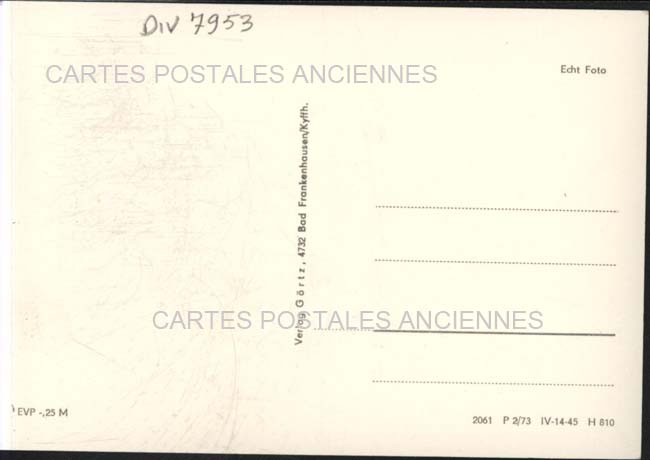 Div 7953
CARTES POSTALES ANCIENNES
Echt Foto
Verlag Görtz, 4732 Bad Frankenhausen/Kyffh.
CARTES POSTALES ANCIENNES
EVP -,25 M
2061 P 2/73 IV-14-45 H 810